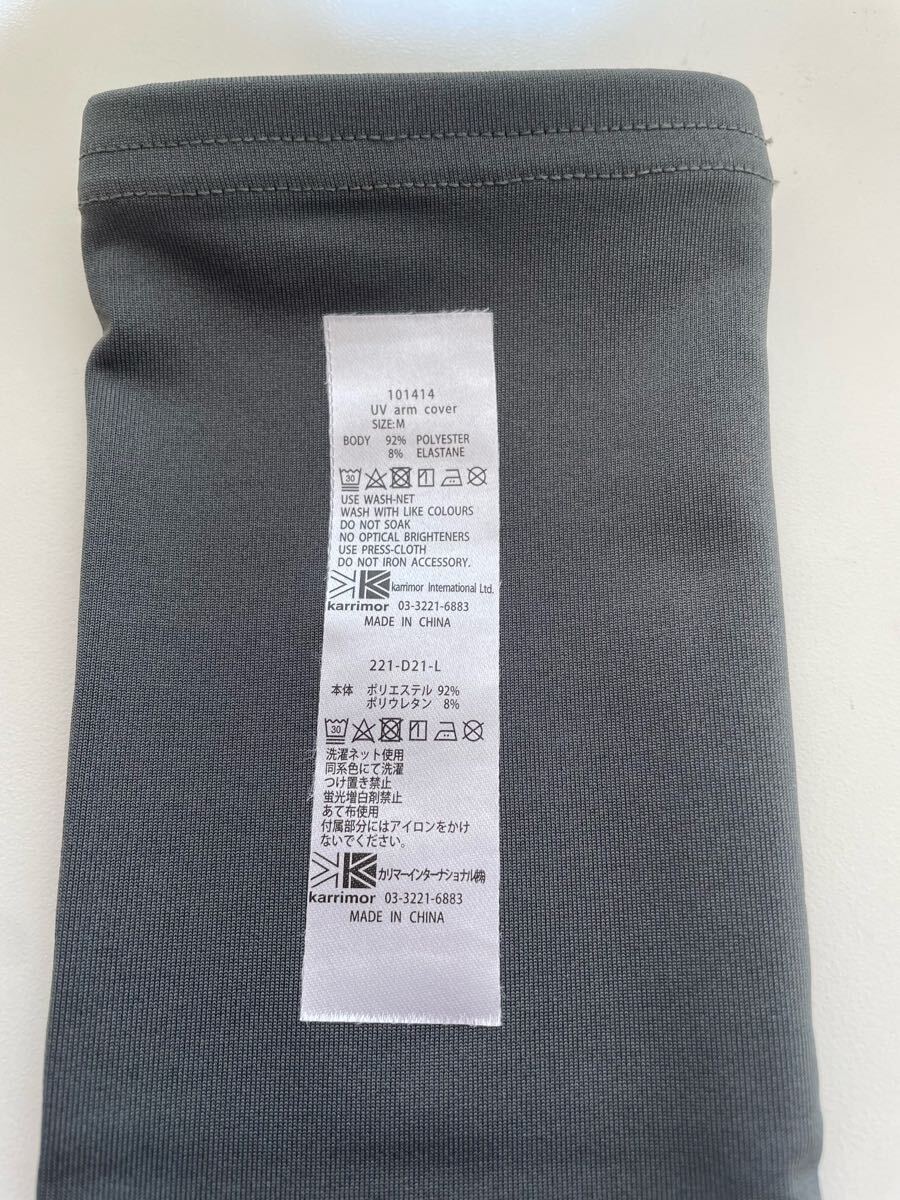 101414
UV arm cover
SIZE:M
BODY 92% POLYESTER
8% ELASTANE
30
USE WASH-NET
WASH WITH LIKE COLOURS
DO NOT SOAK
NO OPTICAL BRIGHTENERS
USE PRESS-CLOTH
DO NOT IRON ACCESSORY.
karrimor International Ltd.
karrimor 03-3221-6883
MADE IN CHINA
221-D21-L
本体 ポリエステル 92%
ポリウレタン 8%
30
洗濯ネット使用
同系色にて洗濯
つけ置き禁止
蛍光増白剤禁止
あて布使用
付属部分にはアイロンをかけ
ないでください。
カリマーインターナショナル㈱
karrimor 03-3221-6883
MADE IN CHINA